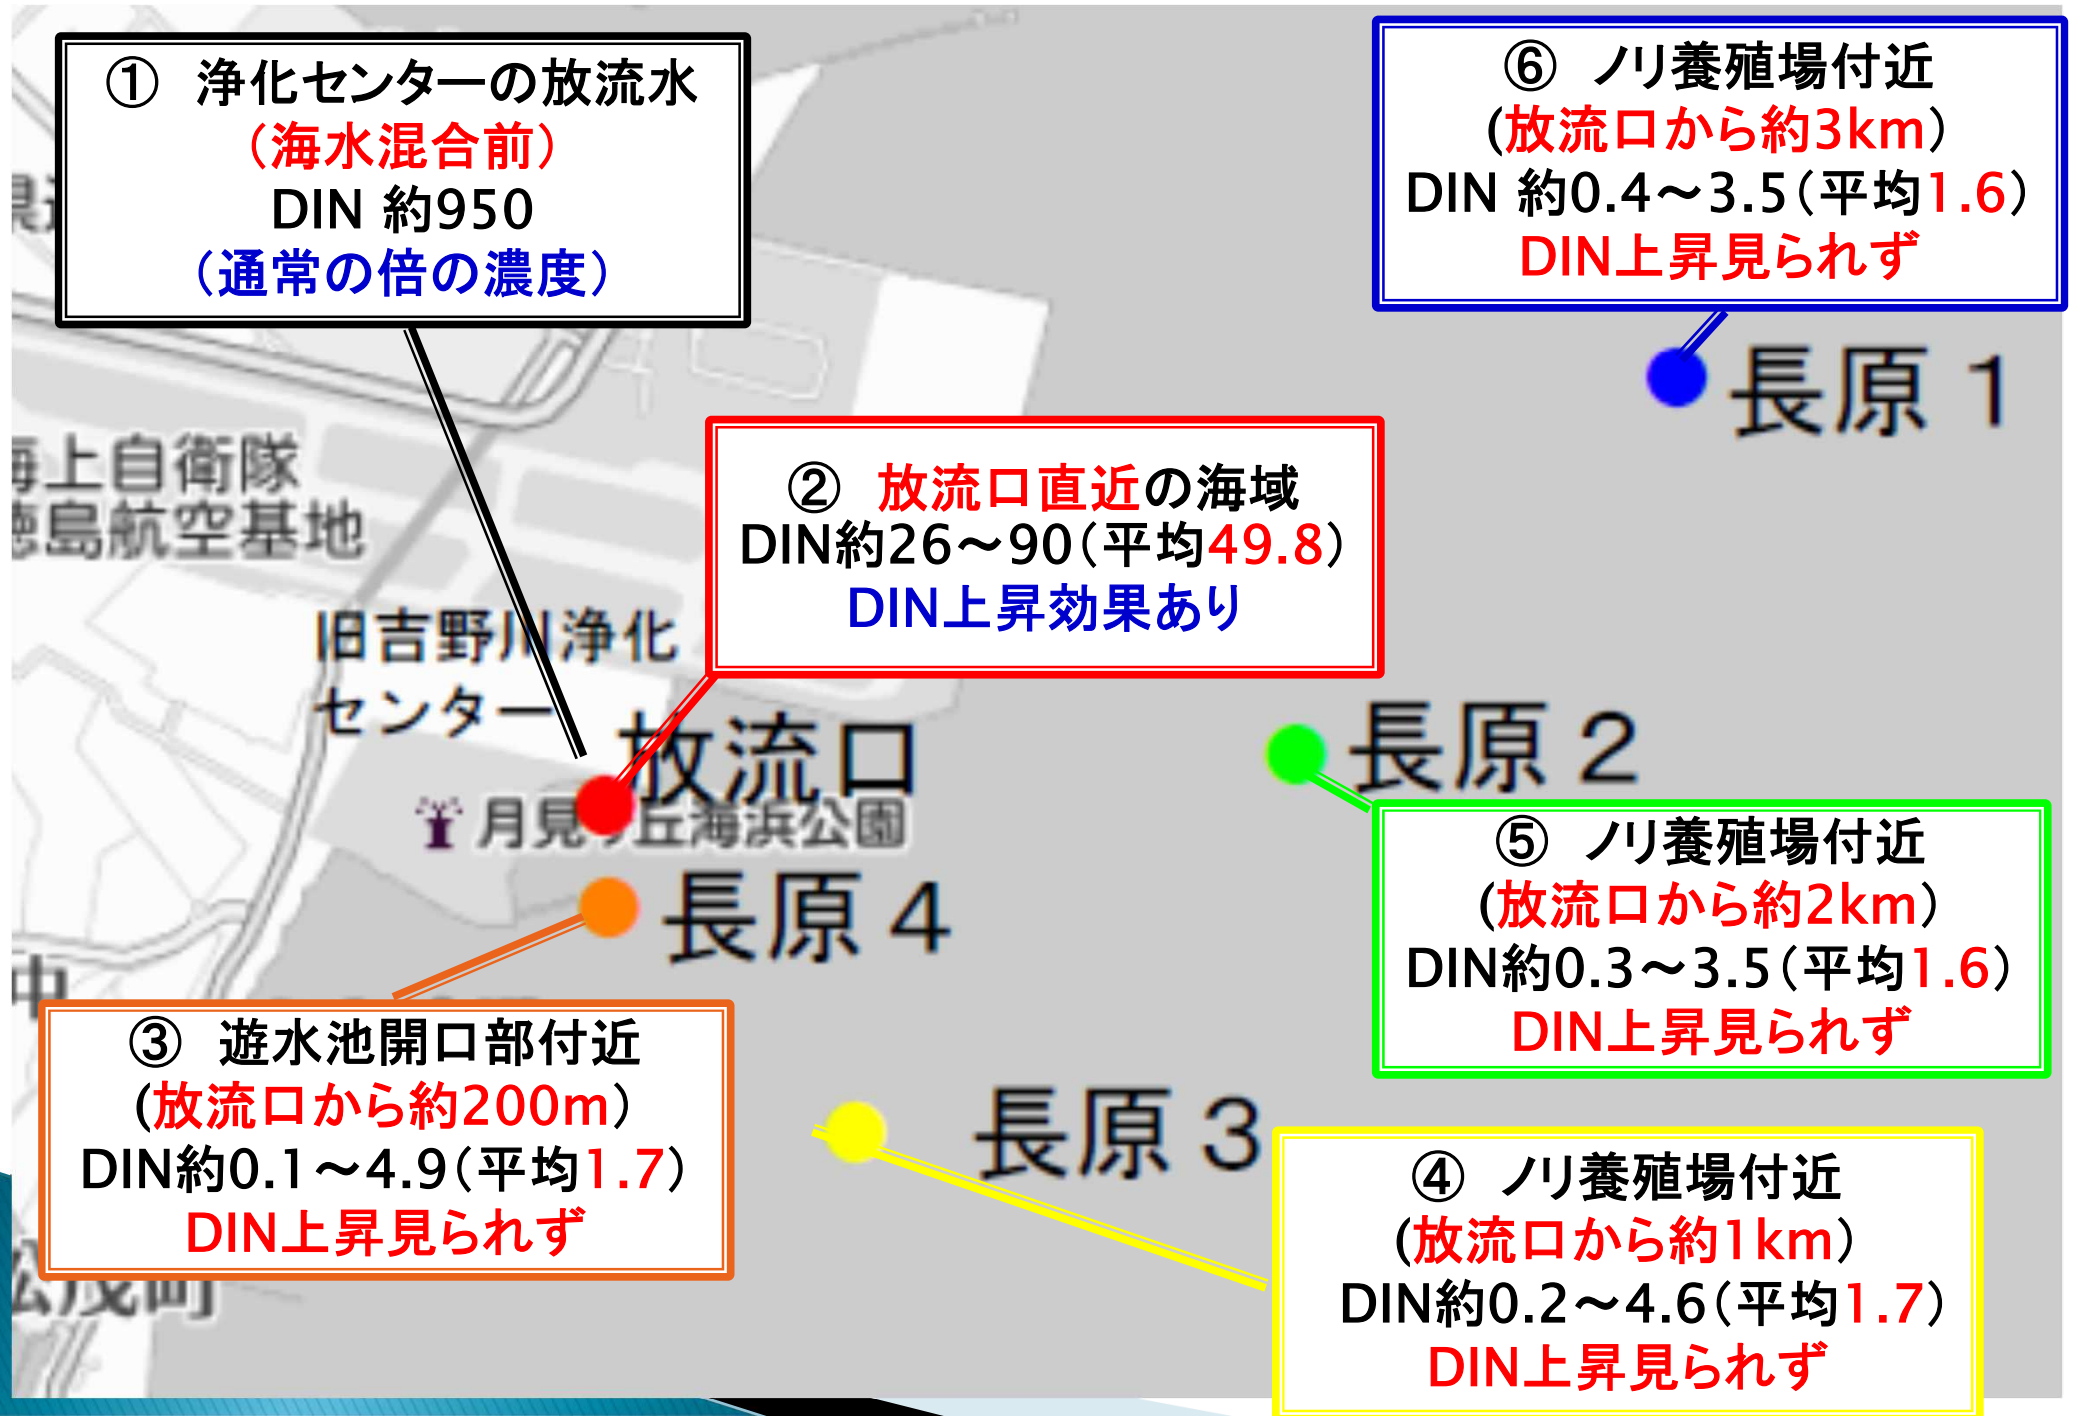 ① 浄化センターの放流水
（海水混合前）
DIN 約950
（通常の倍の濃度）
⑥ ノリ養殖場付近
(放流口から約3km)
DIN 約0.4～3.5(平均1.6)
DIN上昇見られず
長原１
② 放流口直近の海域
DIN約26～90(平均49.8)
DIN上昇効果あり
海上自衛隊
徳島航空基地
旧吉野川浄化
センター
放流口
月見ヶ丘海浜公園
長原２
⑤ ノリ養殖場付近
(放流口から約2km)
DIN約0.3～3.5(平均1.6)
DIN上昇見られず
長原４
③ 遊水池開口部付近
(放流口から約200m)
DIN約0.1～4.9(平均1.7)
DIN上昇見られず
長原３
④ ノリ養殖場付近
(放流口から約1km)
DIN約0.2～4.6(平均1.7)
DIN上昇見られず
中
松茂町